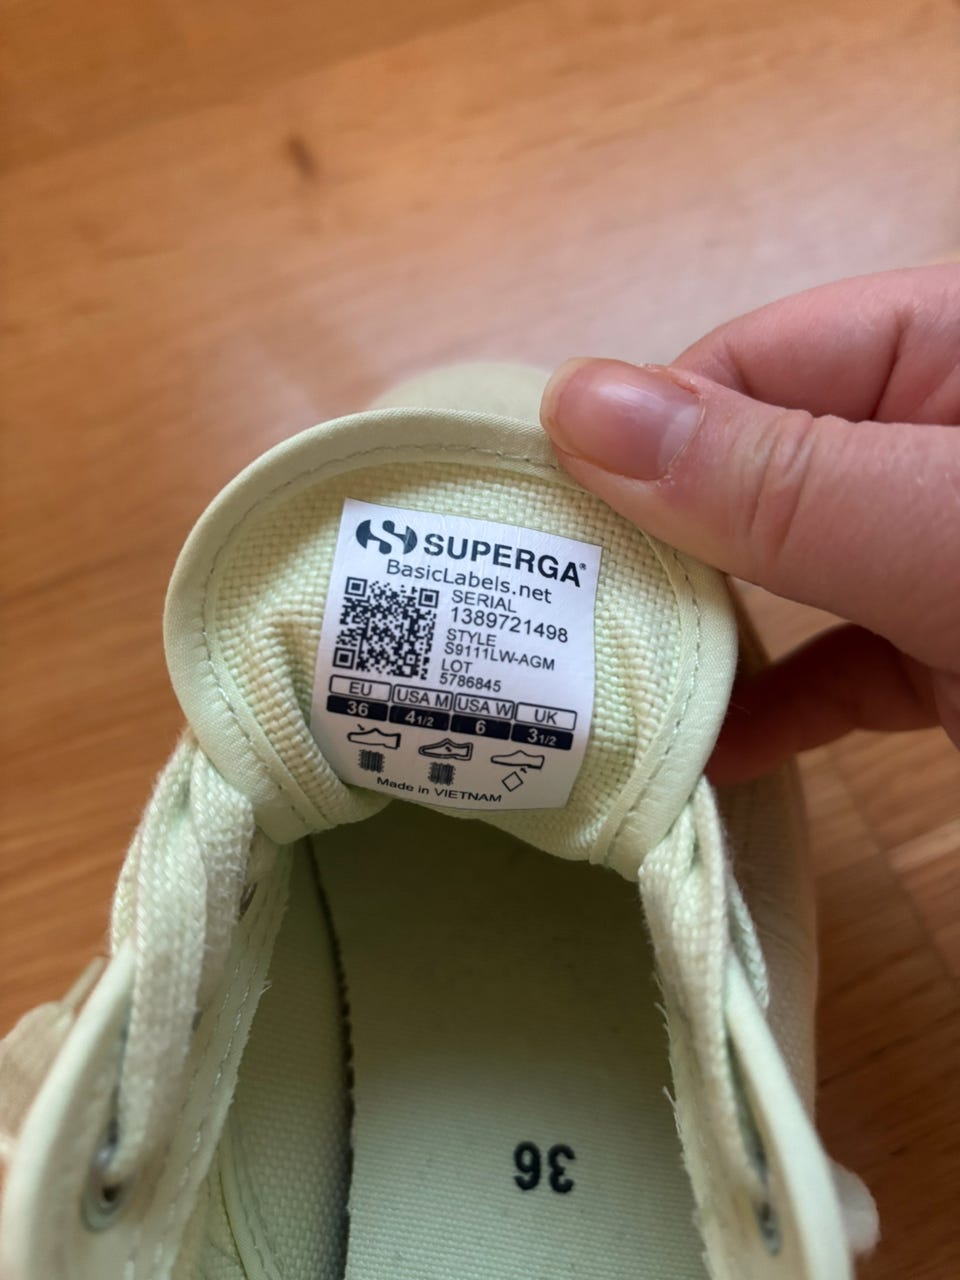 SUPERGA®
BasicLabels.net
SERIAL
1389721498
STYLE
S9111LW-AGM
LOT
5786845
EU USA M USA W UK
36 4 1/2 6 3 1/2
Made in VIETNAM
36